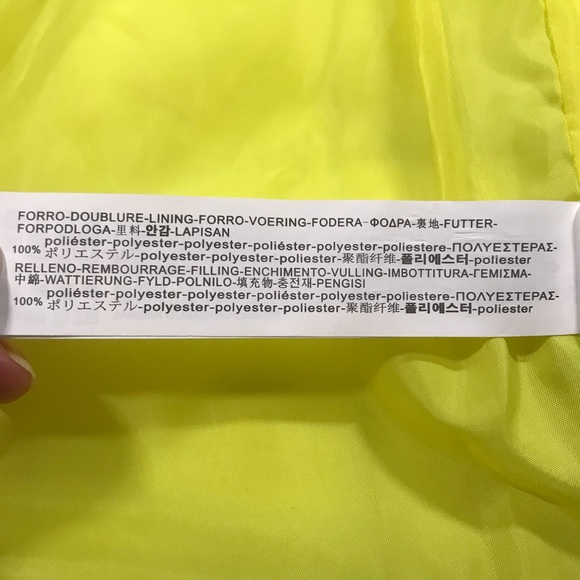 FORRO-DOUBLURE-LINING-FORRO-VOERING-FODERA-ΦΟΔΡΑ-裏地-FUTTER-
FORPODLOGA-里料-안감-LAPISAN
poliéster-polyester-polyester-poliéster-polyester-poliestere-ΠΟΛΥΕΣΤΕΡΑΣ-
100% ポリエステル-polyester-polyester-poliester-聚酯纤维-폴리에스터-poliester
RELLENO-REMBOURRAGE-FILLING-ENCHIMENTO-VULLING-IMBOTTITURA-ΓΕΜΙΣΜΑ-
中綿-WATTIERUNG-FYLD-POLNILO-填充物-충전재-PENGISI
poliéster-polyester-polyester-poliéster-polyester-poliestere-ΠΟΛΥΕΣΤΕΡΑΣ-
100% ポリエステル-polyester-polyester-poliester-聚酯纤维-폴리에스터-poliester